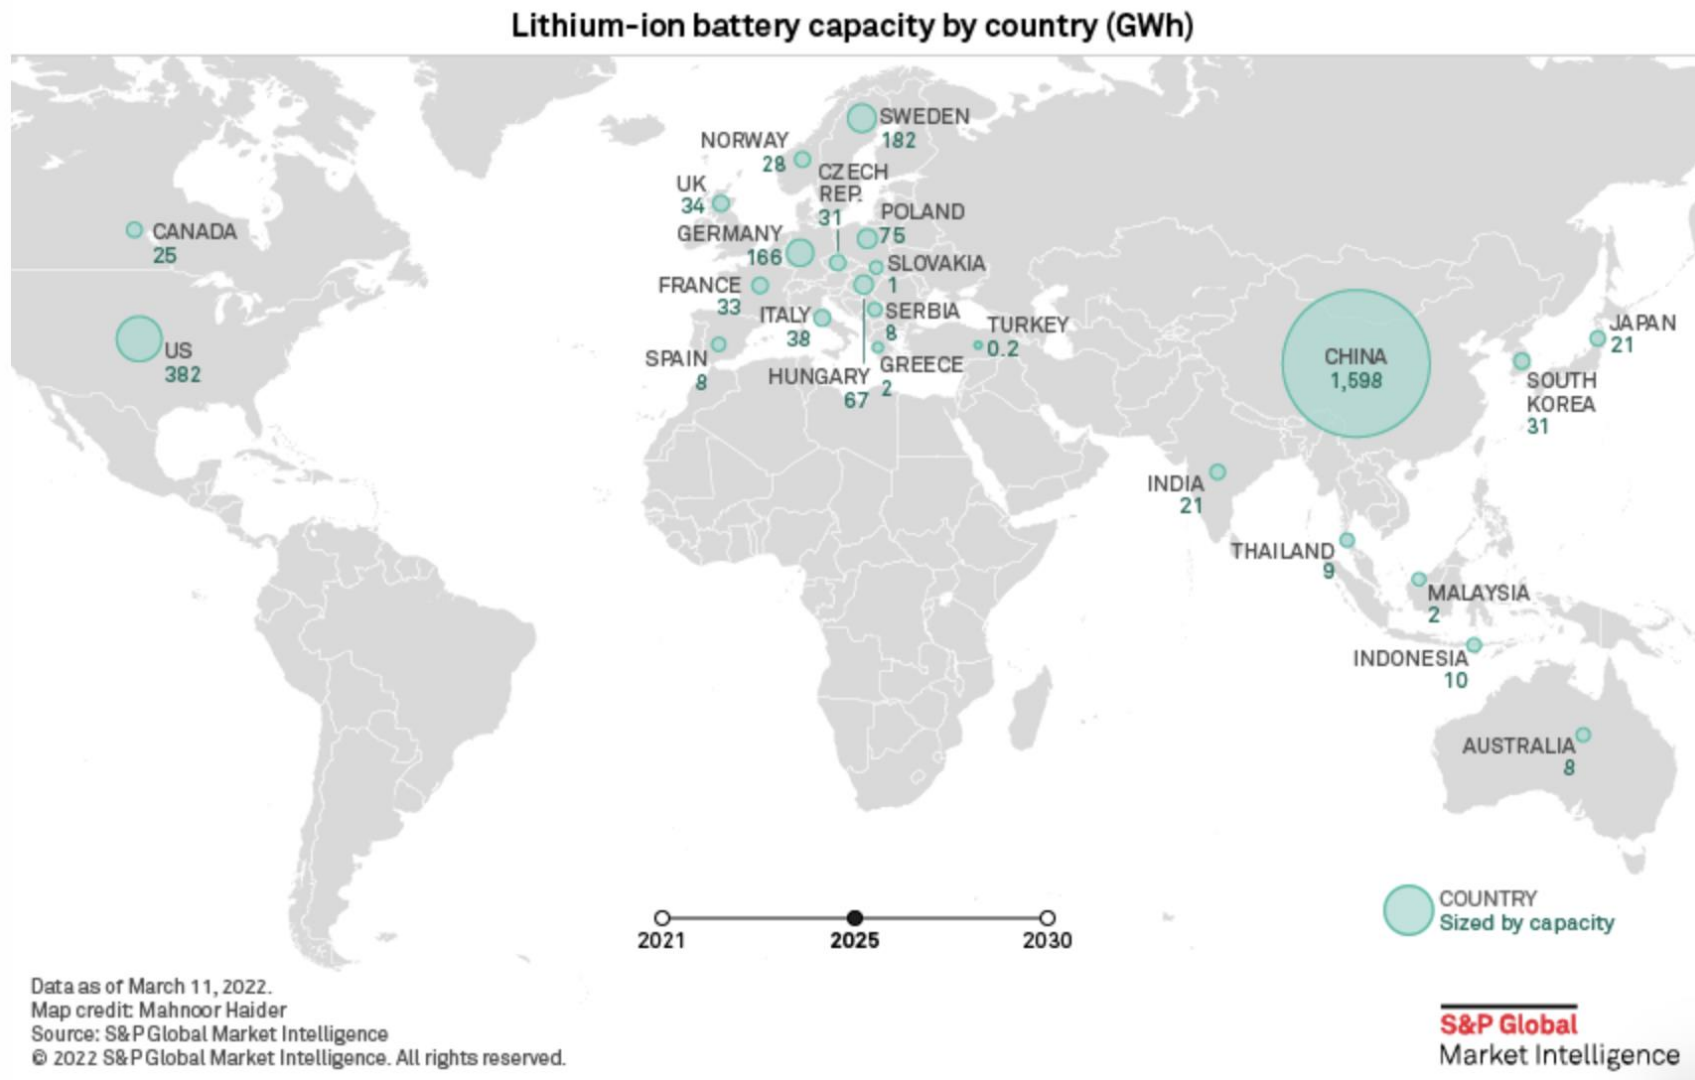 Lithium-ion battery capacity by country (GWh)
SWEDEN
182
NORWAY
28
CZECH
REP.
31
UK
34
POLAND
75
CANADA
25
GERMANY
166
SLOVAKIA
1
FRANCE
33
ITALY
38
SERBIA
8
TURKEY
0.2
JAPAN
21
US
382
SPAIN
8
HUNGARY
67
GREECE
2
CHINA
1,598
SOUTH
KOREA
31
INDIA
21
THAILAND
9
MALAYSIA
2
INDONESIA
10
AUSTRALIA
8
COUNTRY
Sized by capacity
2021
2025
2030
Data as of March 11, 2022.
Map credit: Mahnoor Haider
Source: S&P Global Market Intelligence
© 2022 S&P Global Market Intelligence. All rights reserved.
S&P Global
Market Intelligence